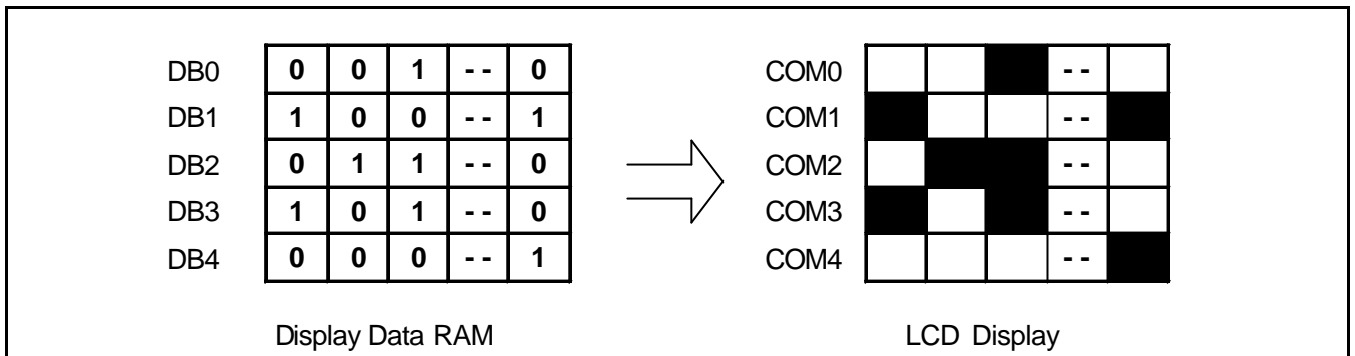 DB0 0 0 1 - - 0 COM0 - -
DB1 1 0 0 - - 1 COM1 - -
DB2 0 1 1 - - 0 COM2 - -
DB3 1 0 1 - - 0 COM3 - -
DB4 0 0 0 - - 1 COM4 - -
Display Data RAM LCD Display